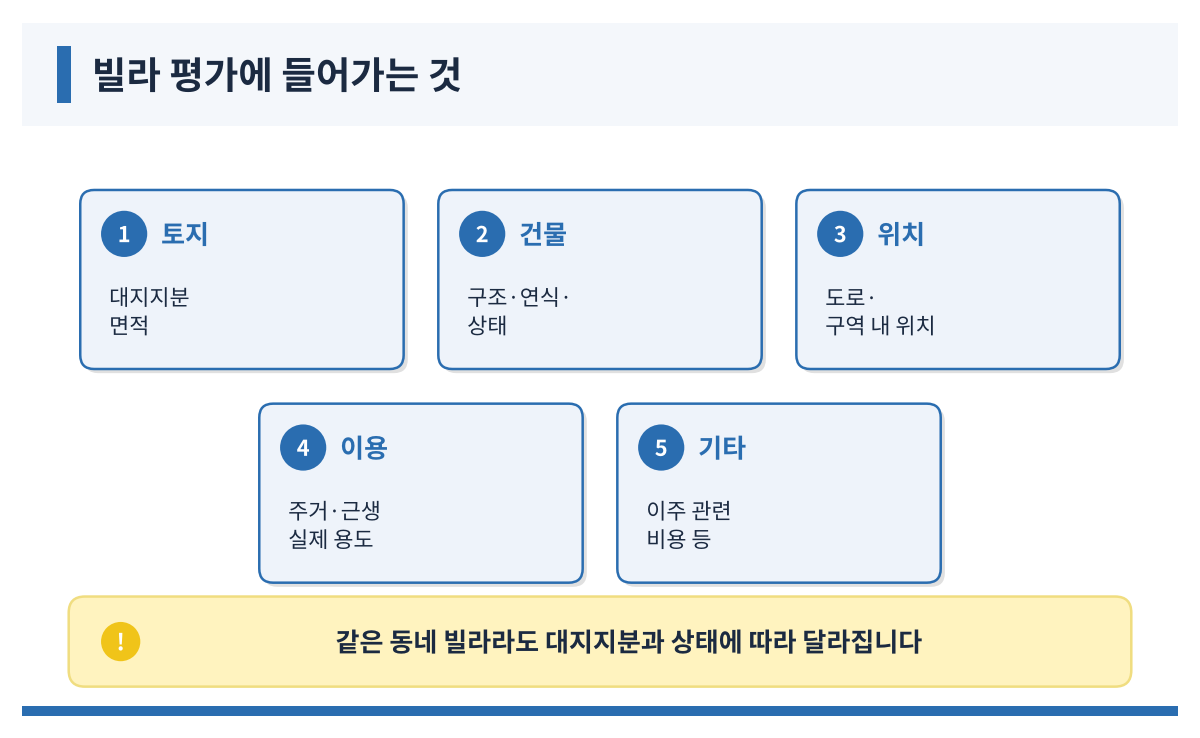 빌라 평가에 들어가는 것
1 토지
대지지분
면적
2 건물
구조·연식·
상태
3 위치
도로·
구역 내 위치
4 이용
주거·근생
실제 용도
5 기타
이주 관련
비용 등
! 같은 동네 빌라라도 대지지분과 상태에 따라 달라집니다